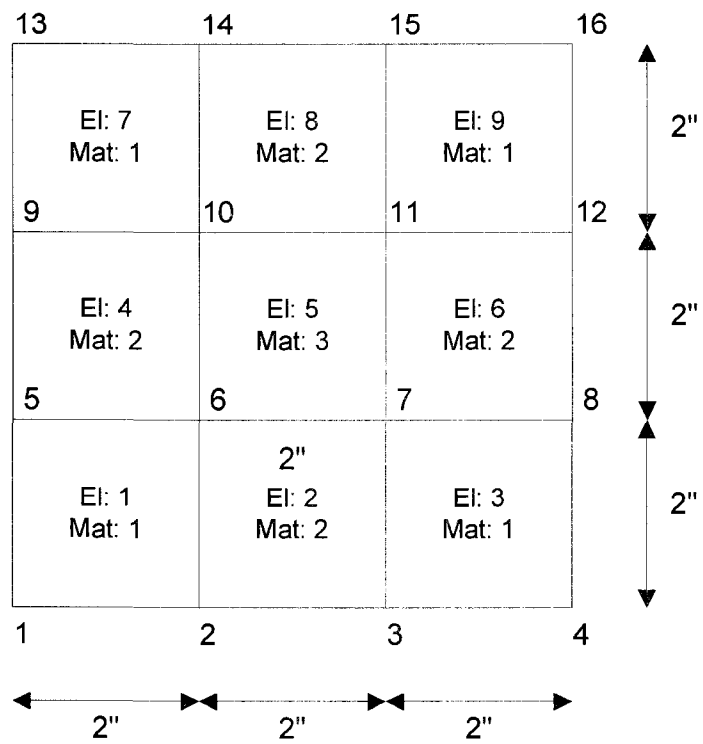 13 14 15 16
El: 7 El: 8 El: 9
Mat: 1 Mat: 2 Mat: 1
2"
9 10 11 12
El: 4 El: 5 El: 6
Mat: 2 Mat: 3 Mat: 2
2"
5 6 7 8
2"
El: 1 El: 2 El: 3
Mat: 1 Mat: 2 Mat: 1
2"
1 2 3 4
2" 2" 2"